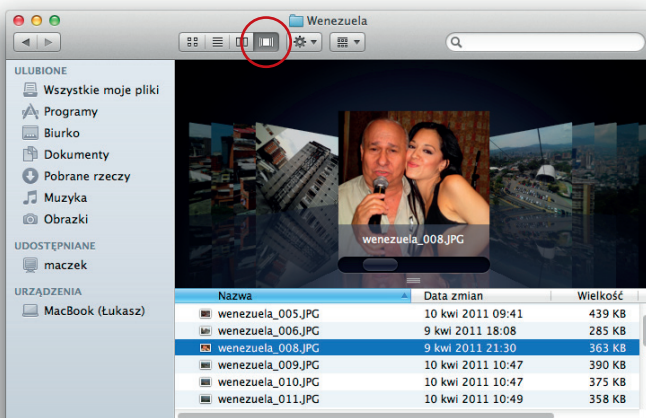 Wenezuela
ULUBIONE
Wszystkie moje pliki
Programy
Biurko
Dokumenty
Pobrane rzeczy
Muzyka
Obrazki
UDOSTĘPNIANE
maczek
URZĄDZENIA
MacBook (Łukasz)
wenezuela_008.JPG
Nazwa Data zmian Wielkość
wenezuela_005.JPG 10 kwi 2011 09:41 439 KB
wenezuela_006.JPG 9 kwi 2011 18:08 285 KB
wenezuela_008.JPG 9 kwi 2011 21:30 363 KB
wenezuela_009.JPG 10 kwi 2011 10:47 390 KB
wenezuela_010.JPG 10 kwi 2011 10:47 375 KB
wenezuela_011.JPG 10 kwi 2011 10:49 358 KB